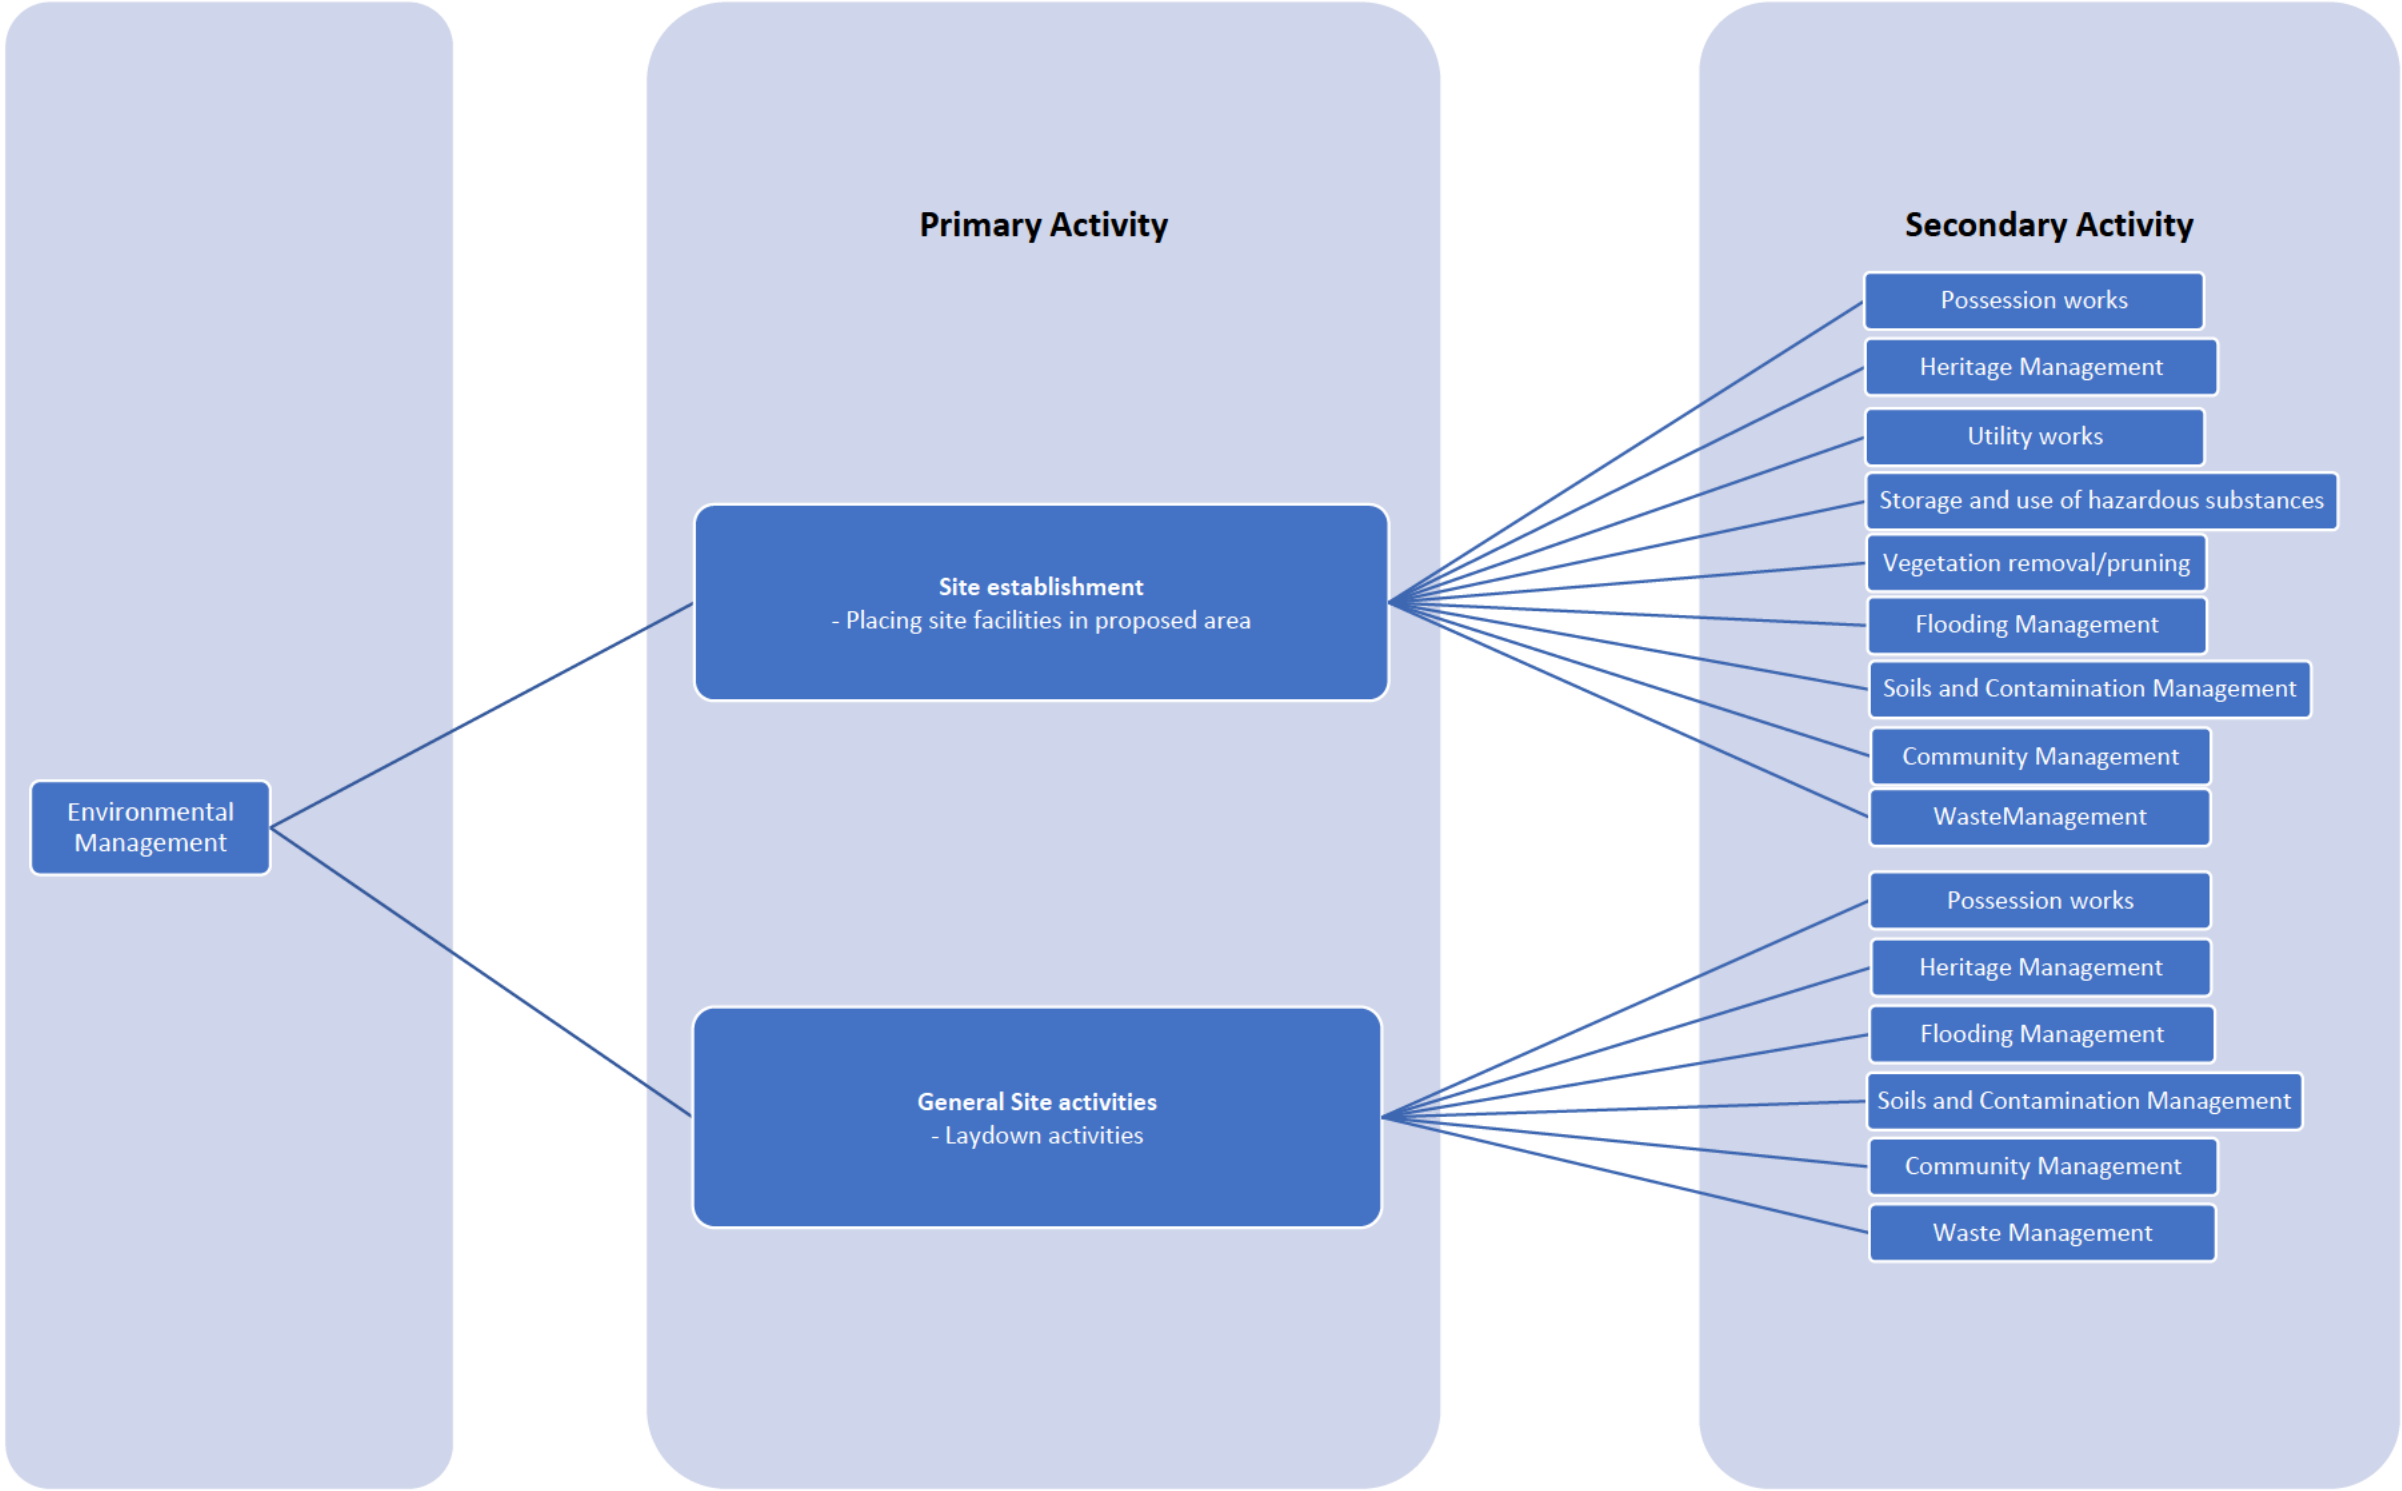 Primary Activity
Secondary Activity
Environmental
Management
Site establishment
- Placing site facilities in proposed area
Possession works
Heritage Management
Utility works
Storage and use of hazardous substances
Vegetation removal/pruning
Flooding Management
Soils and Contamination Management
Community Management
WasteManagement
General Site activities
- Laydown activities
Possession works
Heritage Management
Flooding Management
Soils and Contamination Management
Community Management
Waste Management